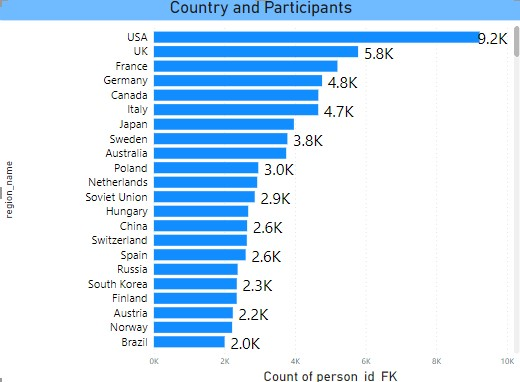 Country and Participants
region_name
USA 9.2K
UK 5.8K
France
Germany 4.8K
Canada
Italy 4.7K
Japan
Sweden 3.8K
Australia
Poland 3.0K
Netherlands
Soviet Union 2.9K
Hungary
China 2.6K
Switzerland
Spain 2.6K
Russia
South Korea 2.3K
Finland
Austria 2.2K
Norway
Brazil 2.0K
0K 2K 4K 6K 8K 10K
Count of person_id_FK